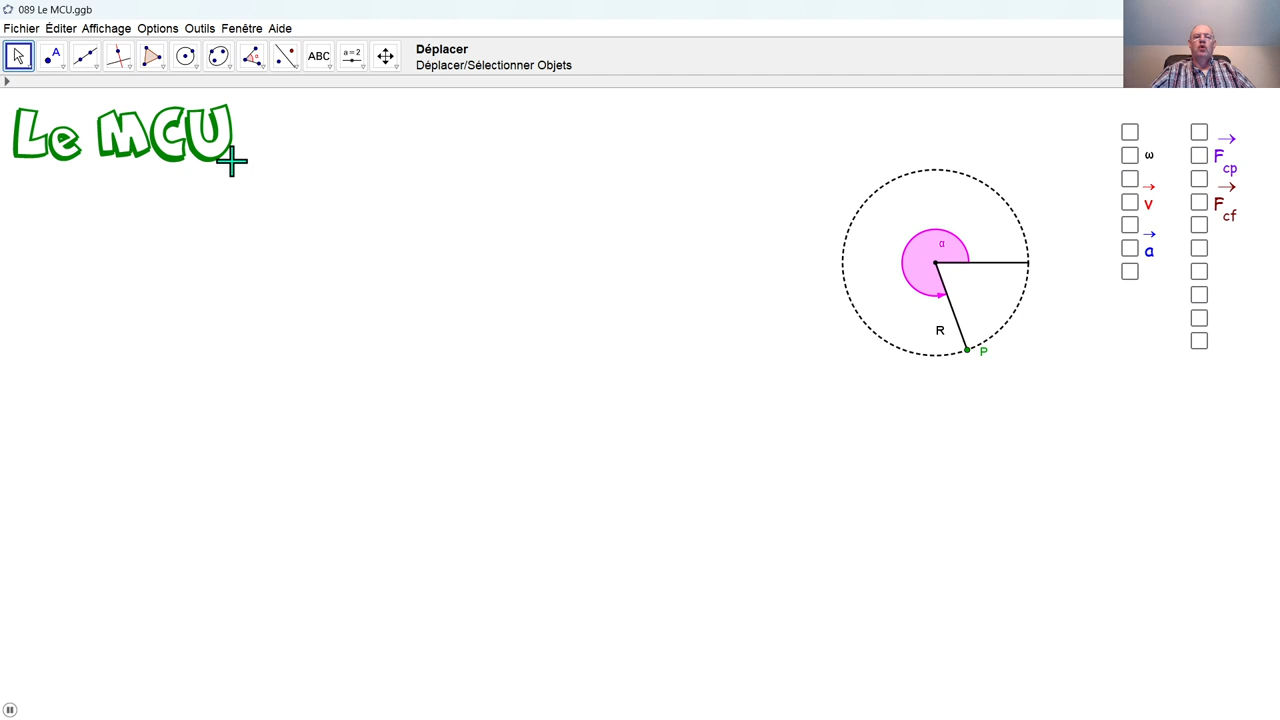 089 Le MCU.ggb
Fichier Éditer Affichage Options Outils Fenêtre Aide
A
α
ABC
a=2
Déplacer
Déplacer/Sélectionner Objets
Le MCU
α
R
P
ω
v
a
F cp
F cf